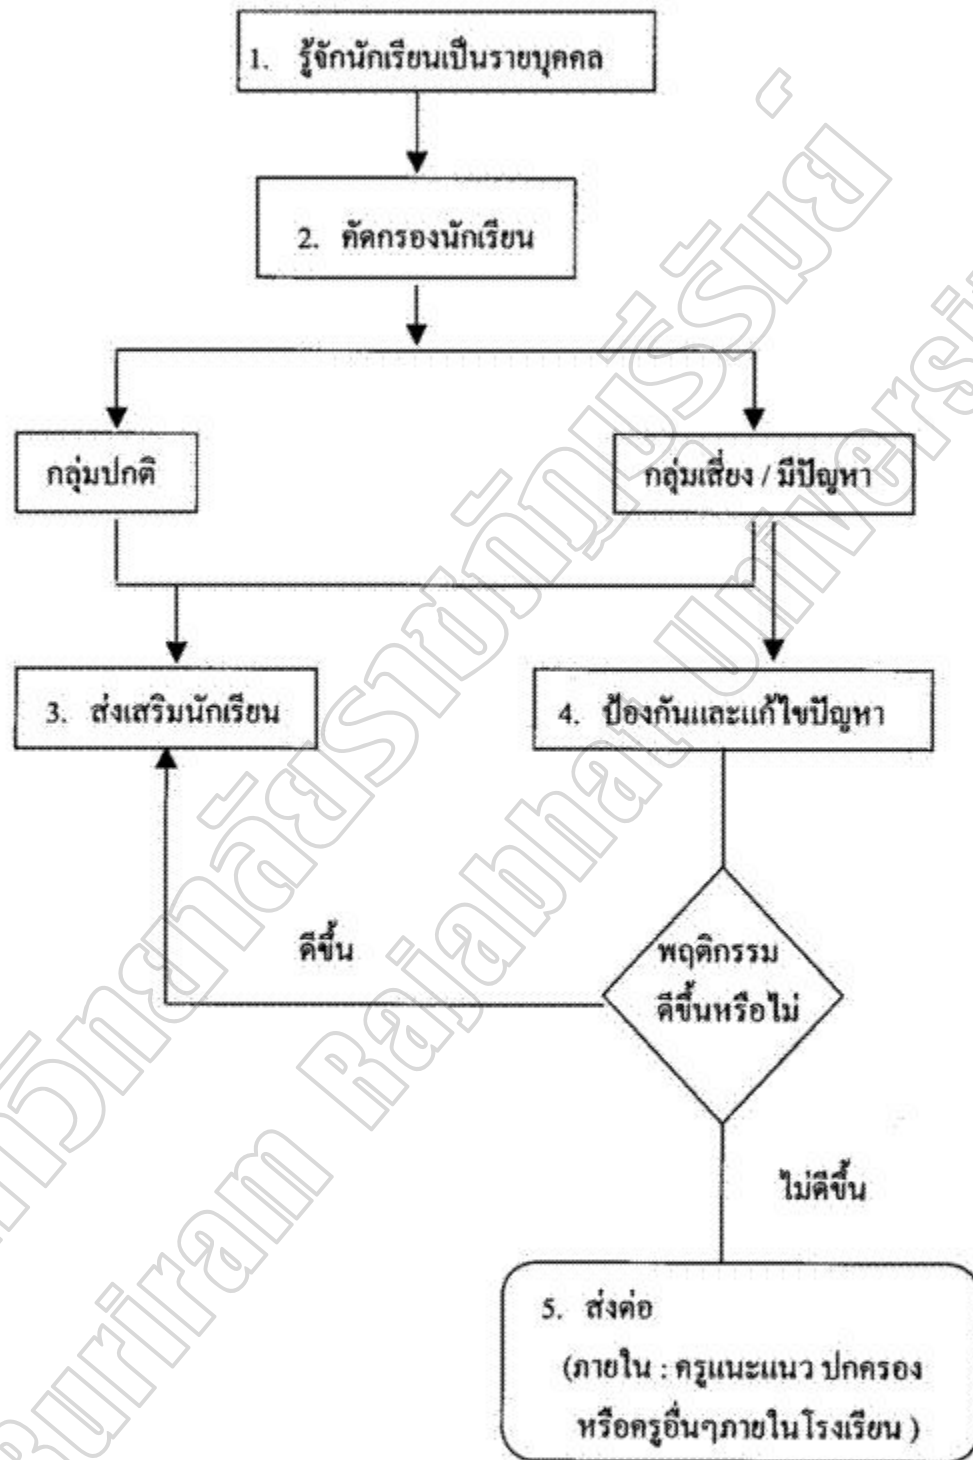 1. รู้จักนักเรียนเป็นรายบุคคล
2. คัดกรองนักเรียน
กลุ่มปกติ
กลุ่มเสี่ยง / มีปัญหา
3. ส่งเสริมนักเรียน
4. ป้องกันและแก้ไขปัญหา
ดีขึ้น
พฤติกรรม
ดีขึ้นหรือไม่
ไม่ดีขึ้น
5. ส่งต่อ
(ภายใน : ครูแนะแนว ปกครอง
หรือครูอื่นๆภายในโรงเรียน )
Buriram Rajabhat Universi